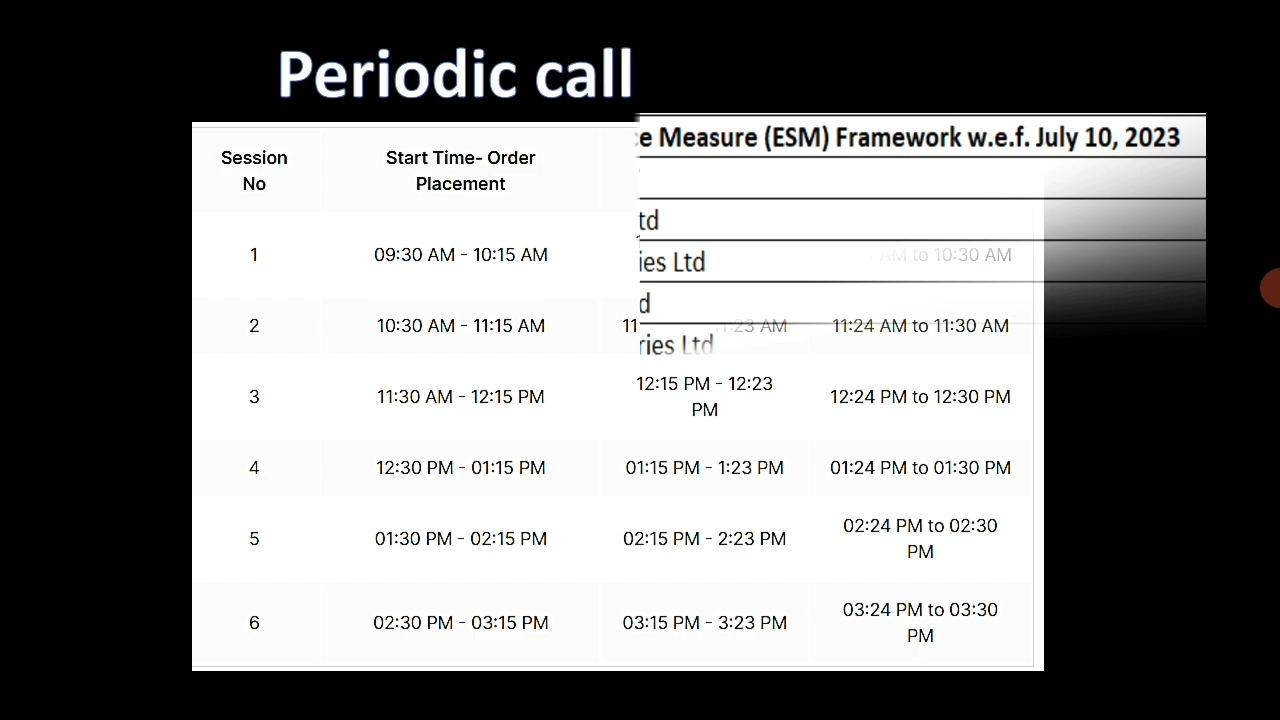 Periodic call
Measure (ESM) Framework w.e.f. July 10, 2023
Session
No
Start Time- Order
Placement
Ltd
1 09:30 AM - 10:15 AM AM to 10:30 AM
Ltd
2 10:30 AM - 11:15 AM 11:23 AM 11:24 AM to 11:30 AM
Ltd
3 11:30 AM - 12:15 PM 12:15 PM - 12:23
PM 12:24 PM to 12:30 PM
4 12:30 PM - 01:15 PM 01:15 PM - 1:23 PM 01:24 PM to 01:30 PM
5 01:30 PM - 02:15 PM 02:15 PM - 2:23 PM 02:24 PM to 02:30
PM
6 02:30 PM - 03:15 PM 03:15 PM - 3:23 PM 03:24 PM to 03:30
PM